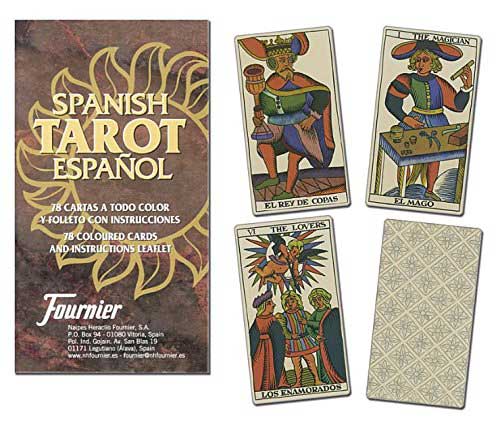 SPANISH
TAROT
ESPAÑOL
78 CARTAS A TODO COLOR
Y FOLLETO CON INSTRUCCIONES
78 COLOURED CARDS
AND INSTRUCTIONS LEAFLET
Fournier
Naipes Heraclio Fournier, S.A.
P.O. Box 94 - 01080 Vitoria, Spain
Pol. Ind. Gojain. Av. San Blas 19
01171 Legutiano (Álava), Spain
www.nhfournier.es - fournier@nhfournier.es
EL REY DE COPAS
I THE MAGICIAN
EL MAGO
VI THE LOVERS
LOS ENAMORADOS